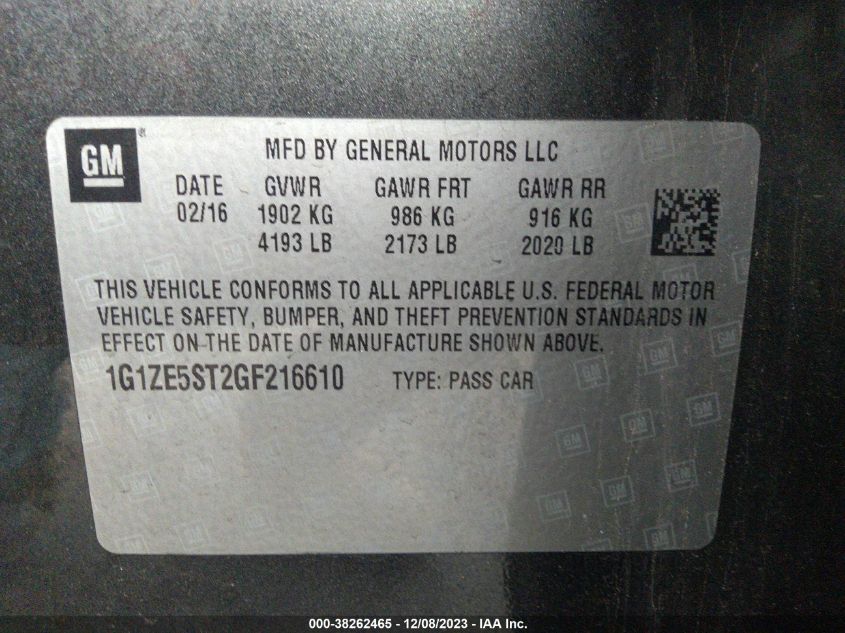 GM
MFD BY GENERAL MOTORS LLC
DATE GVWR GAWR FRT GAWR RR
02/16 1902 KG 986 KG 916 KG
4193 LB 2173 LB 2020 LB
THIS VEHICLE CONFORMS TO ALL APPLICABLE U.S. FEDERAL MOTOR
VEHICLE SAFETY, BUMPER, AND THEFT PREVENTION STANDARDS IN
EFFECT ON THE DATE OF MANUFACTURE SHOWN ABOVE.
1G1ZE5ST2GF216610 TYPE: PASS CAR
000-38262465 - 12/08/2023 - IAA Inc.